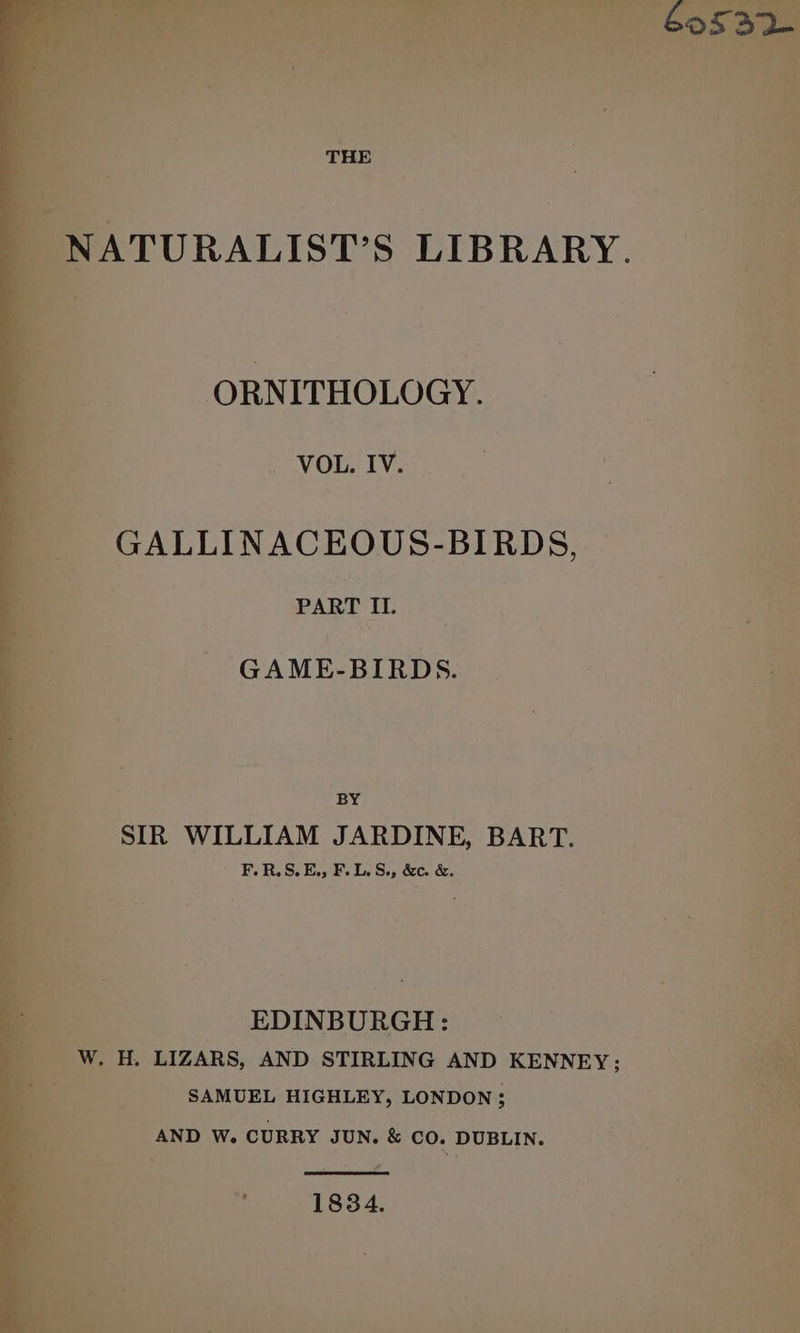 60532
THE
NATURALIST'S LIBRARY.
ORNITHOLOGY.
VOL. IV.
GALLINACEOUS-BIRDS,
PART II.
GAME-BIRDS.
BY
SIR WILLIAM JARDINE, BART.
F. R. S. E., F. L. S., &c. &.
EDINBURGH:
W. H. LIZARS, AND STIRLING AND KENNEY;
SAMUEL HIGHLEY, LONDON;
AND W. CURRY JUN. & CO. DUBLIN.
1834.